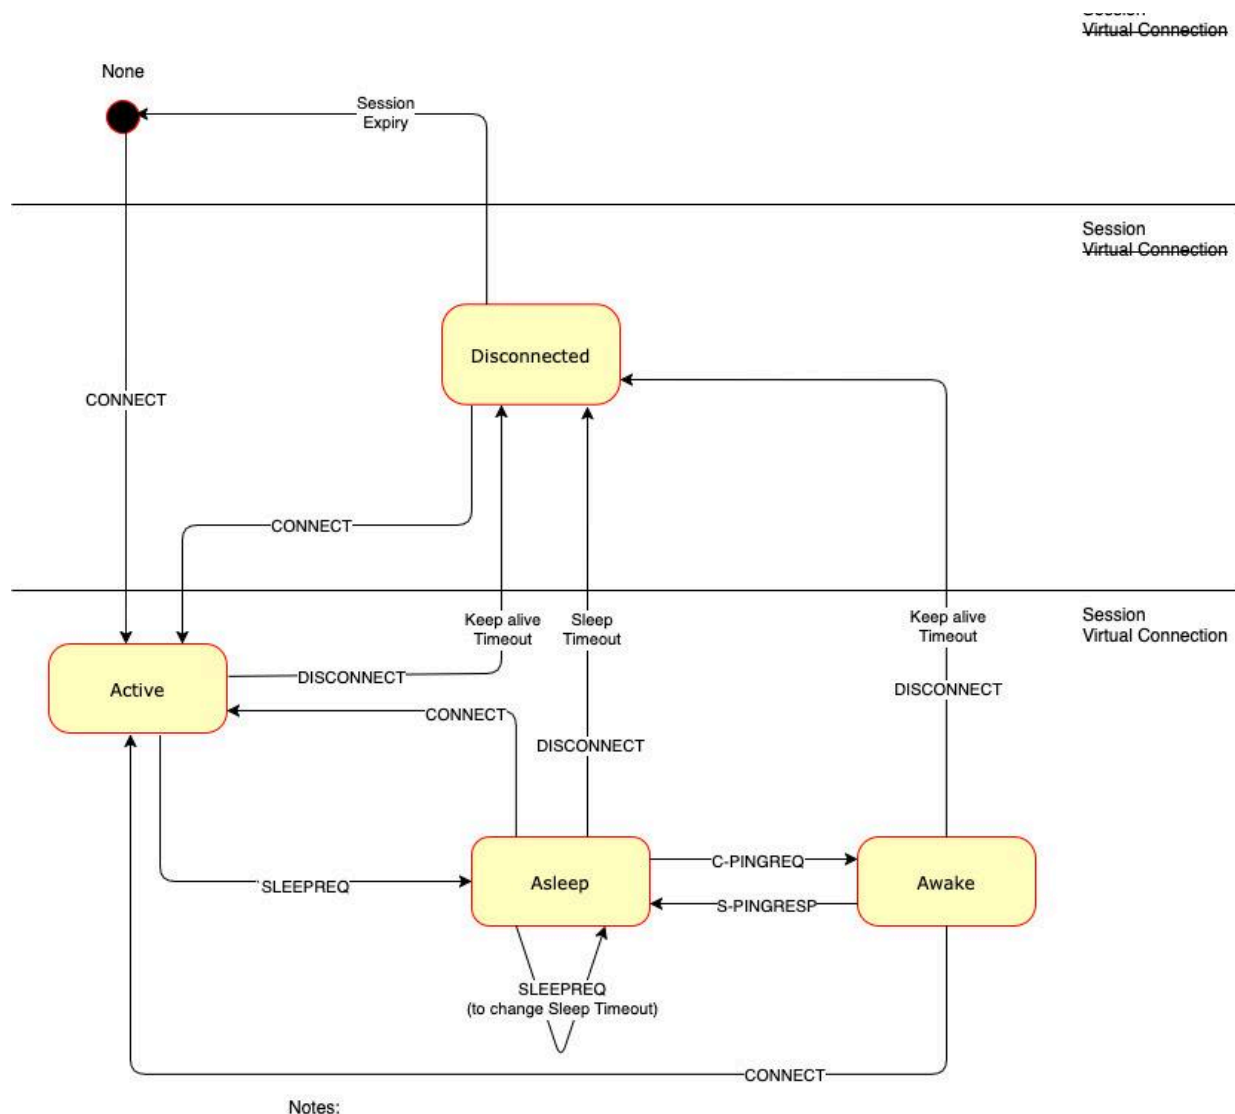 Session
Virtual Connection
None
Session
Expiry
Session
Virtual Connection
Disconnected
CONNECT
CONNECT
Keep alive
Timeout
Sleep
Timeout
Keep alive
Timeout
Session
Virtual Connection
Active
DISCONNECT
DISCONNECT
CONNECT
DISCONNECT
C-PINGREQ
Asleep
Awake
SLEEPREQ
S-PINGRESP
SLEEPREQ
(to change Sleep Timeout)
CONNECT
Notes: